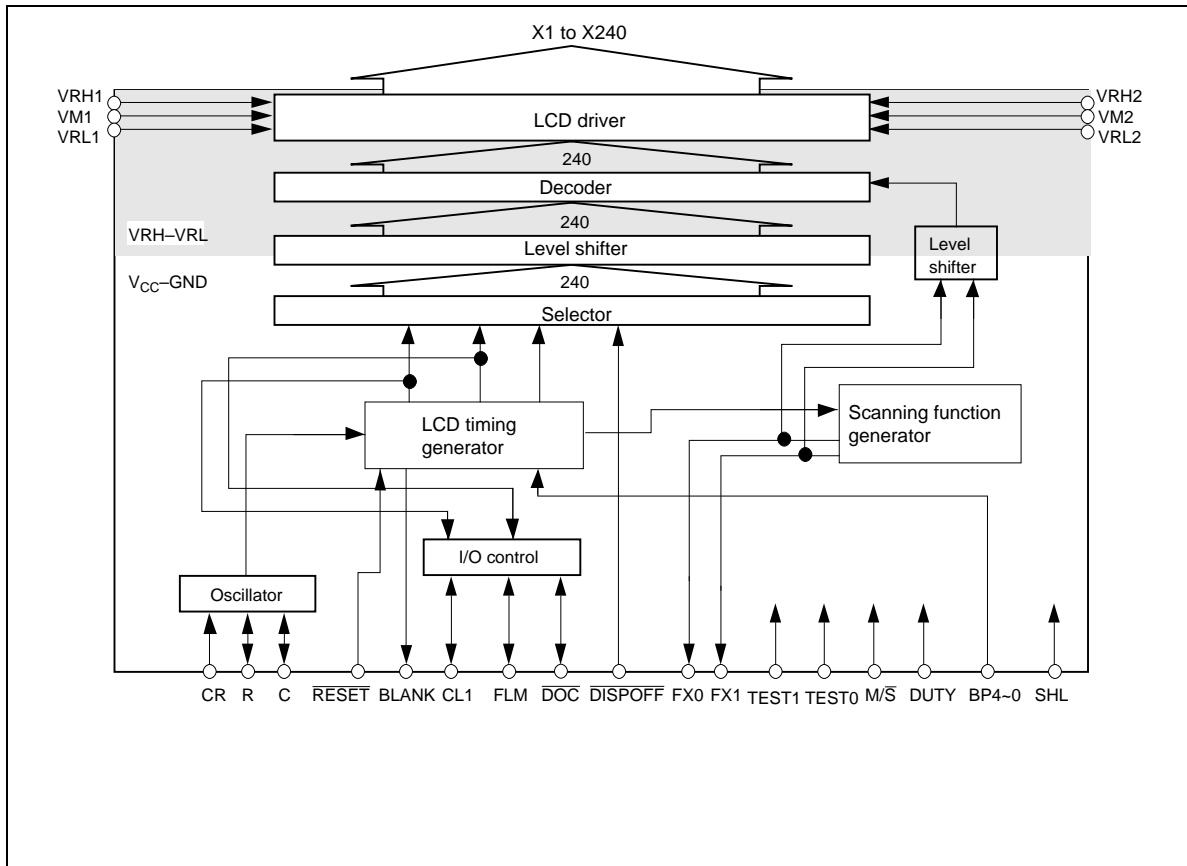 X1 to X240
VRH1
VM1
VRL1
VRH2
VM2
VRL2
LCD driver
240
Decoder
240
VRH–VRL
Level shifter
Level
shifter
VCC–GND
240
Selector
LCD timing
generator
Scanning function
generator
I/O control
Oscillator
CR R C RESET BLANK CL1 FLM DOC DISPOFF FX0 FX1 TEST1 TEST0 M/S DUTY BP4~0 SHL